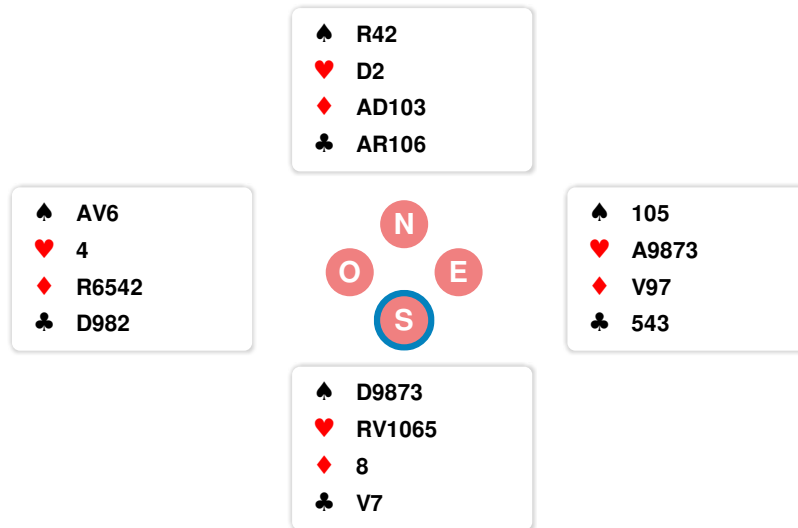 ♠ R42
♥ D2
♦ AD103
♣ AR106
♠ AV6
♥ 4
♦ R6542
♣ D982
N
O E
S
♠ 105
♥ A9873
♦ V97
♣ 543
♠ D9873
♥ RV1065
♦ 8
♣ V7